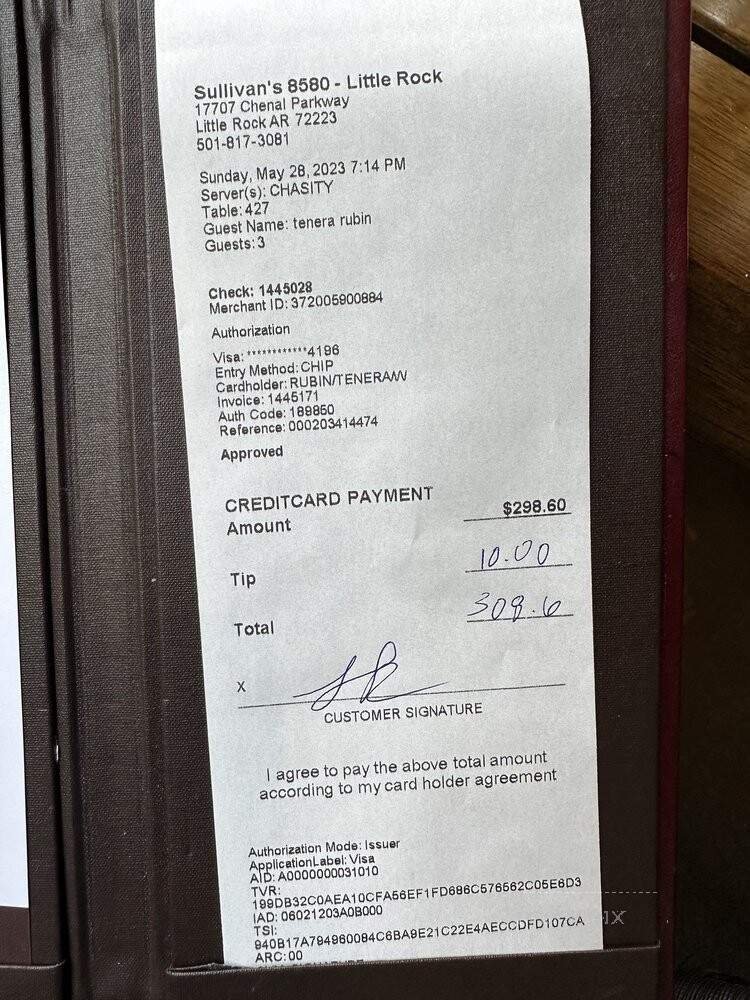 Sullivan's 8580 - Little Rock
17707 Chenal Parkway
Little Rock AR 72223
501-817-3081
Sunday, May 28, 2023 7:14 PM
Server(s): CHASITY
Table: 427
Guest Name: tenera rubin
Guests: 3
Check: 1445028
Merchant ID: 372005900884
Authorization
Visa: ************4196
Entry Method: CHIP
Cardholder: RUBIN/TENERAW
Invoice: 1445171
Auth Code: 189850
Reference: 000203414474
Approved
CREDITCARD PAYMENT
Amount $298.60
Tip 10.00
Total 308.6
X
CUSTOMER SIGNATURE
I agree to pay the above total amount
according to my card holder agreement
Authorization Mode: Issuer
ApplicationLabel: Visa
AID: A0000000031010
TVR:
199DB32C0AEA10CFA56EF1FD686C576562C05E6D3
IAD: 06021203A0B000
TSI:
940B17A794960084C6BA9E21C22E4AECCDFD107CA
ARC: 00